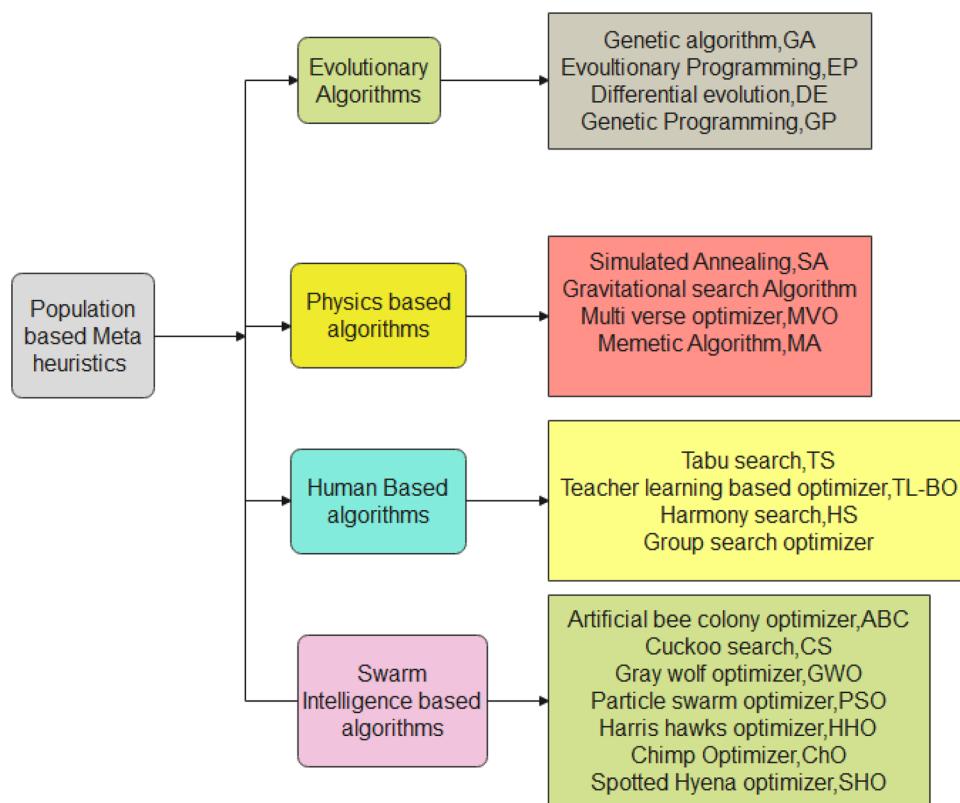 Population
based Meta
heuristics
Evolutionary
Algorithms
Genetic algorithm,GA
Evoultionary Programming,EP
Differential evolution,DE
Genetic Programming,GP
Physics based
algorithms
Simulated Annealing,SA
Gravitational search Algorithm
Multi verse optimizer,MVO
Memetic Algorithm,MA
Human Based
algorithms
Tabu search,TS
Teacher learning based optimizer,TL-BO
Harmony search,HS
Group search optimizer
Swarm
Intelligence based
algorithms
Artificial bee colony optimizer,ABC
Cuckoo search,CS
Gray wolf optimizer,GWO
Particle swarm optimizer,PSO
Harris hawks optimizer,HHO
Chimp Optimizer,ChO
Spotted Hyena optimizer,SHO